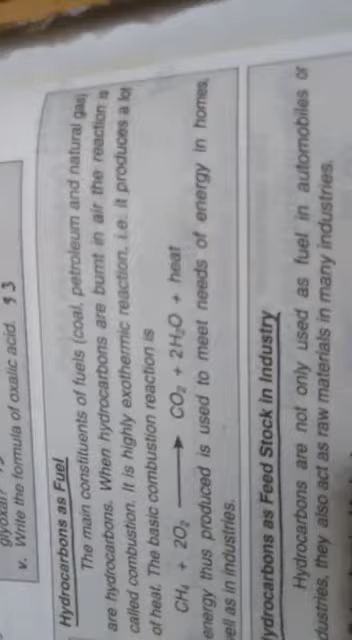 glyoxal?
v. Write the formula of oxalic acid. 93
Hydrocarbons as Fuel
The main constituents of fuels (coal, petroleum and natural gas)
are hydrocarbons. When hydrocarbons are burnt in air the reaction is
called combustion. It is highly exothermic reaction, i.e. it produces a lot
of heat. The basic combustion reaction is
CH₄ + 2O₂ ⟶ CO₂ + 2H₂O + heat
energy thus produced is used to meet needs of energy in homes,
ell as in industries.
ydrocarbons as Feed Stock in Industry
Hydrocarbons are not only used as fuel in automobiles or
dustries, they also act as raw materials in many industries.